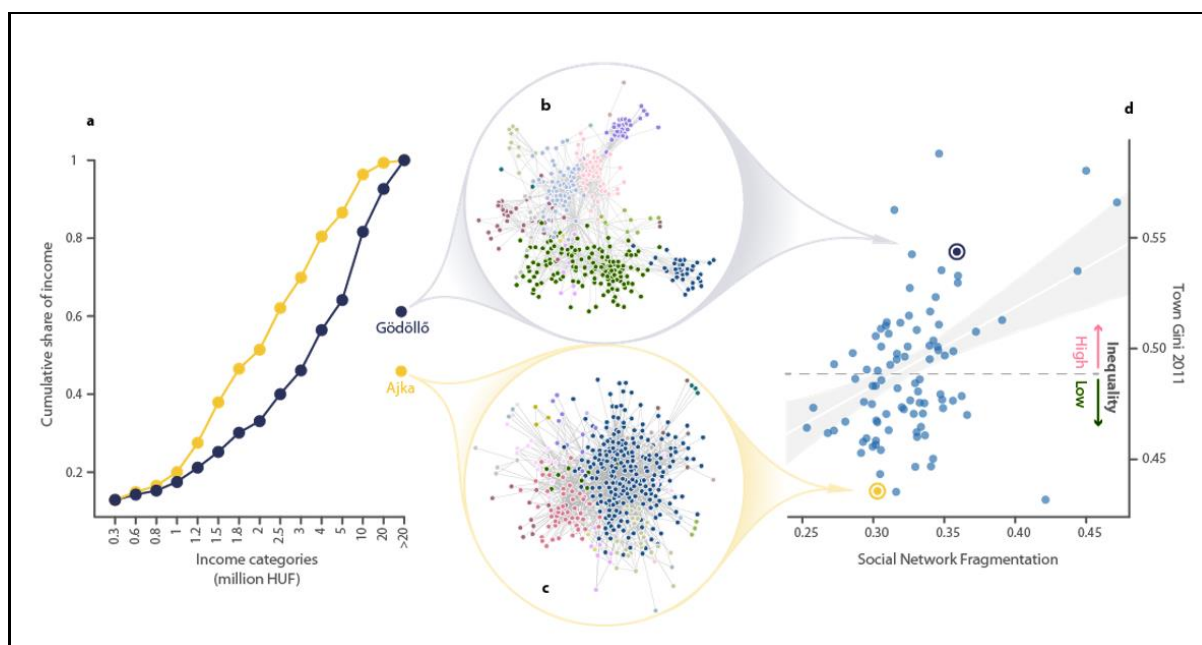 a
b
d
1
0.8
0.6
0.4
0.2
Cumulative share of income
0.3
0.6
0.8
1
1.2
1.5
1.8
2
2.5
3
4
5
10
20
>20
Income categories
(million HUF)
Gödöllő
Ajka
c
0.55
0.50
0.45
Town Gini 2011
High
Low
Inequality
0.25
0.30
0.35
0.40
0.45
Social Network Fragmentation